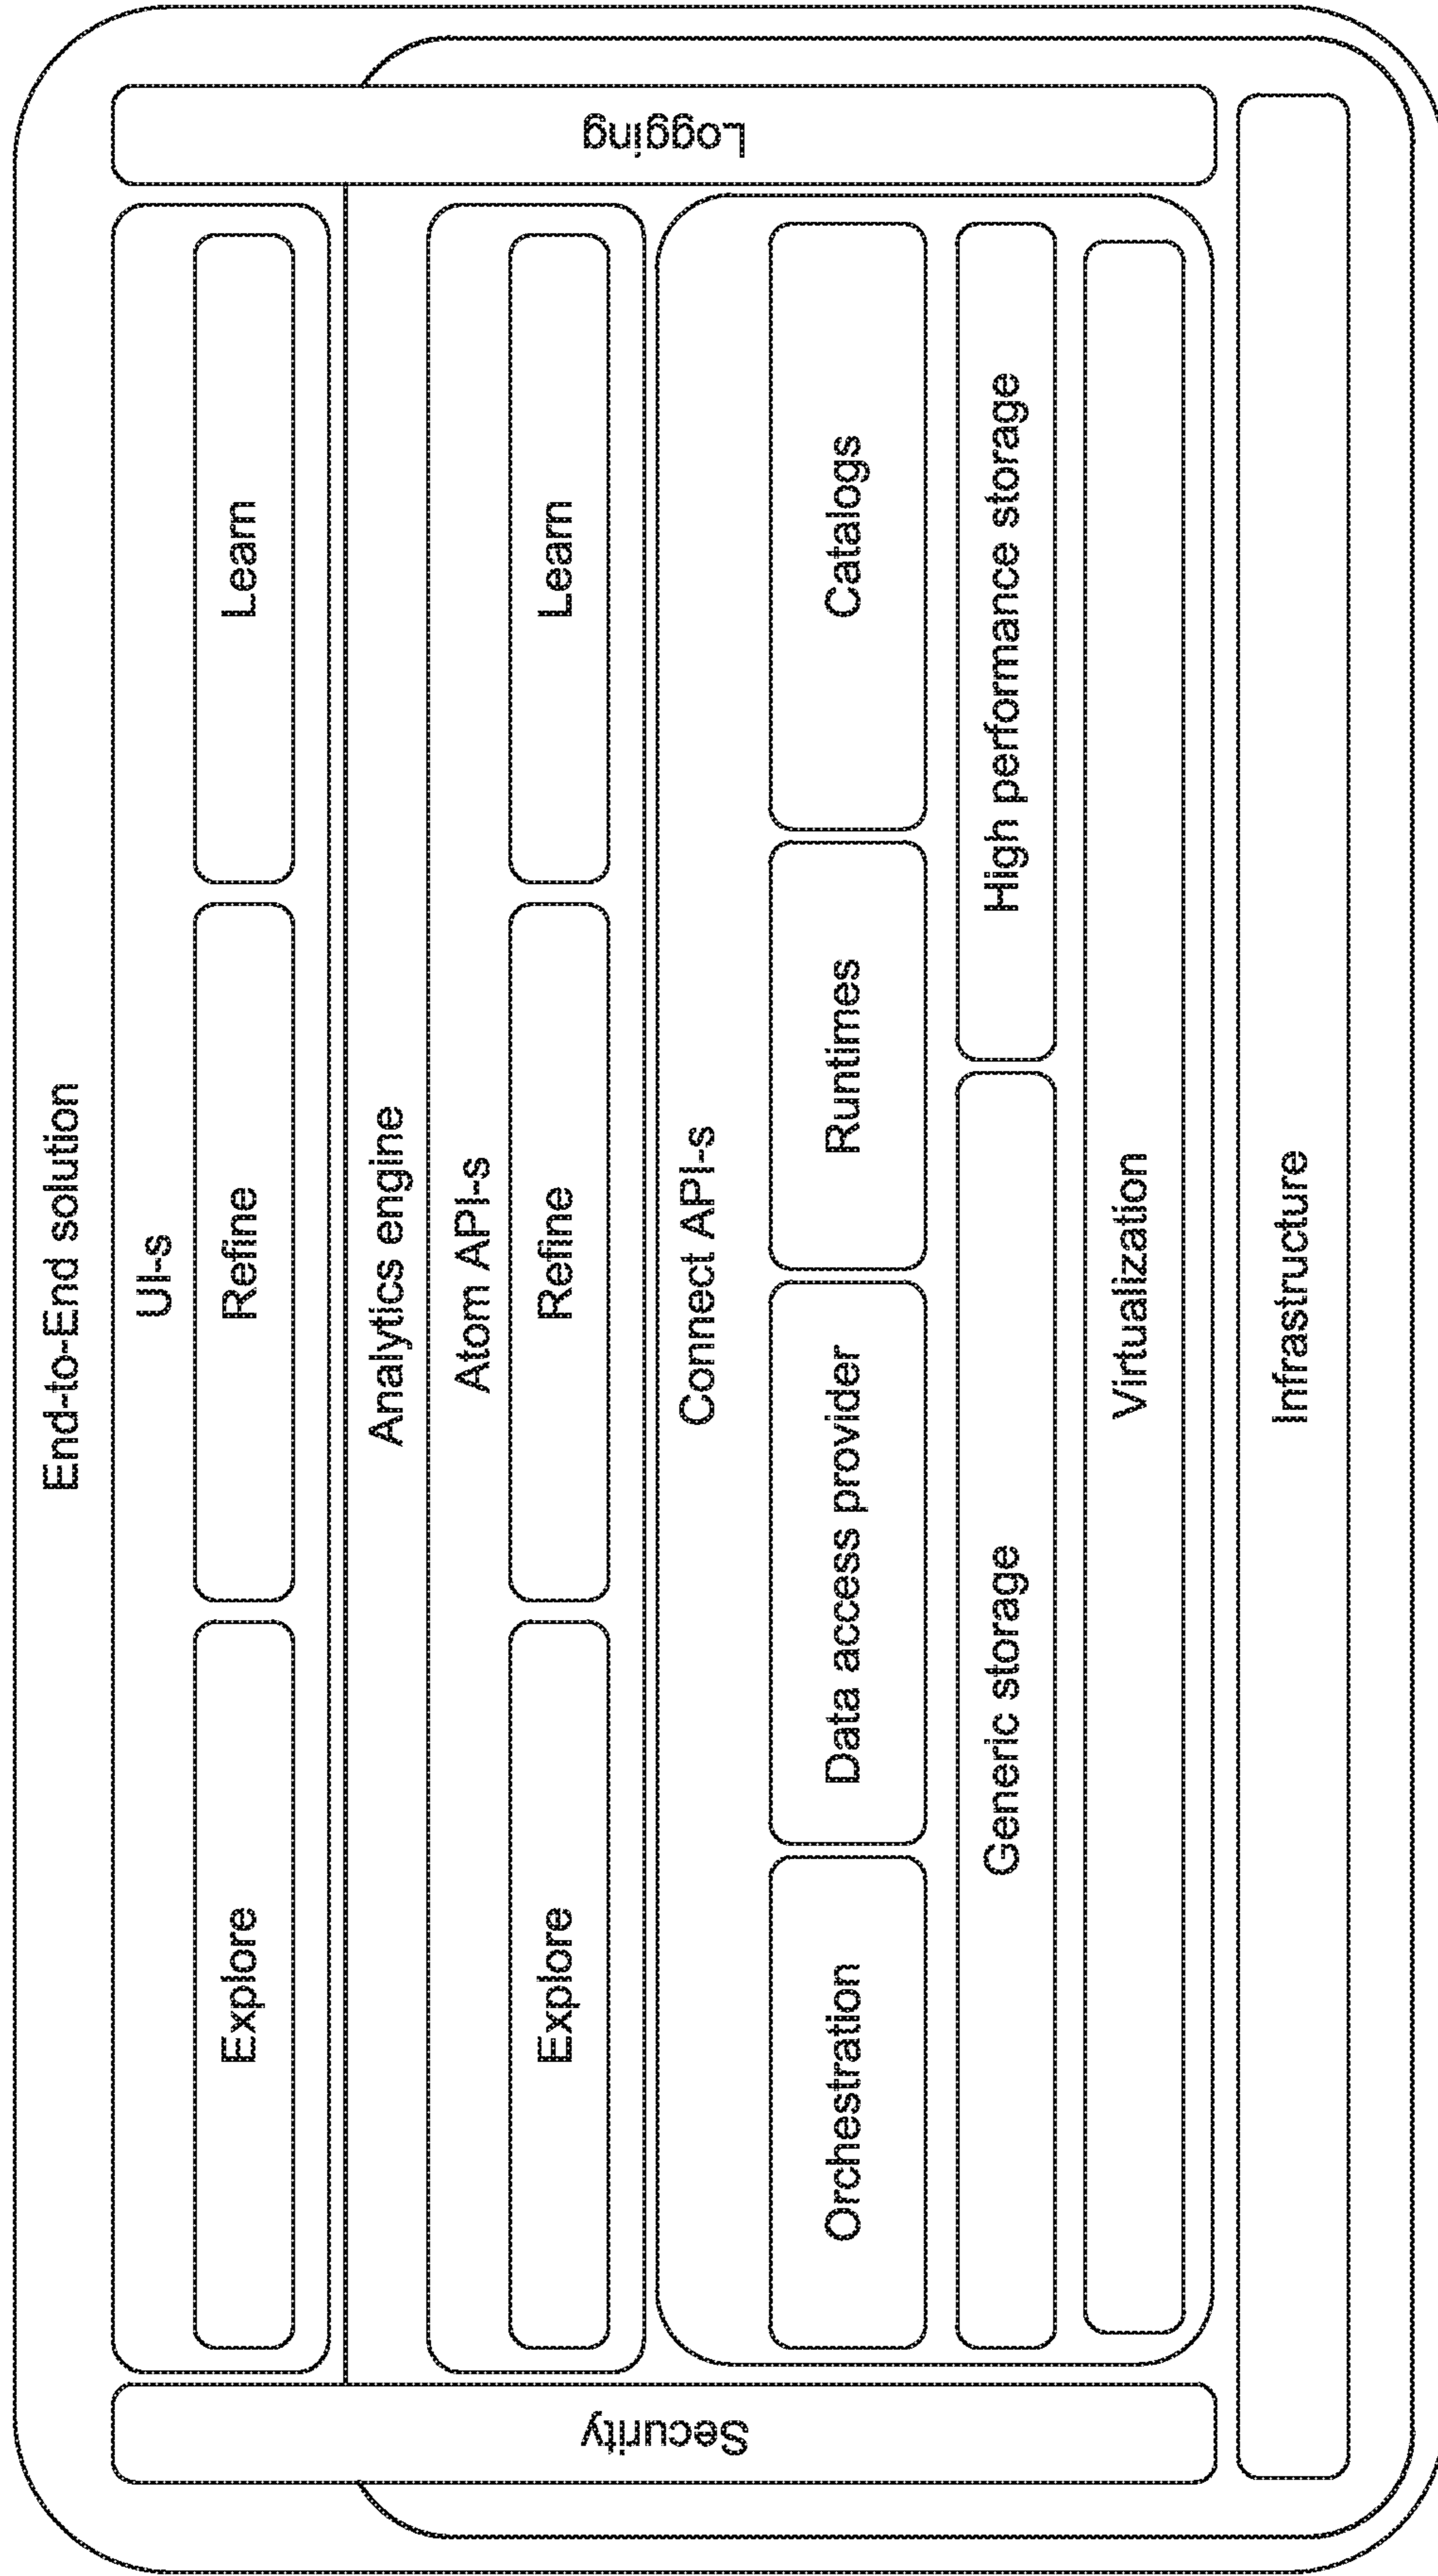 End-to-End solution
UI-s
Explore
Refine
Learn
Analytics engine
Atom API-s
Explore
Refine
Learn
Connect API-s
Orchestration
Data access provider
Runtimes
Catalogs
Generic storage
High performance storage
Virtualization
Infrastructure
Security
Logging